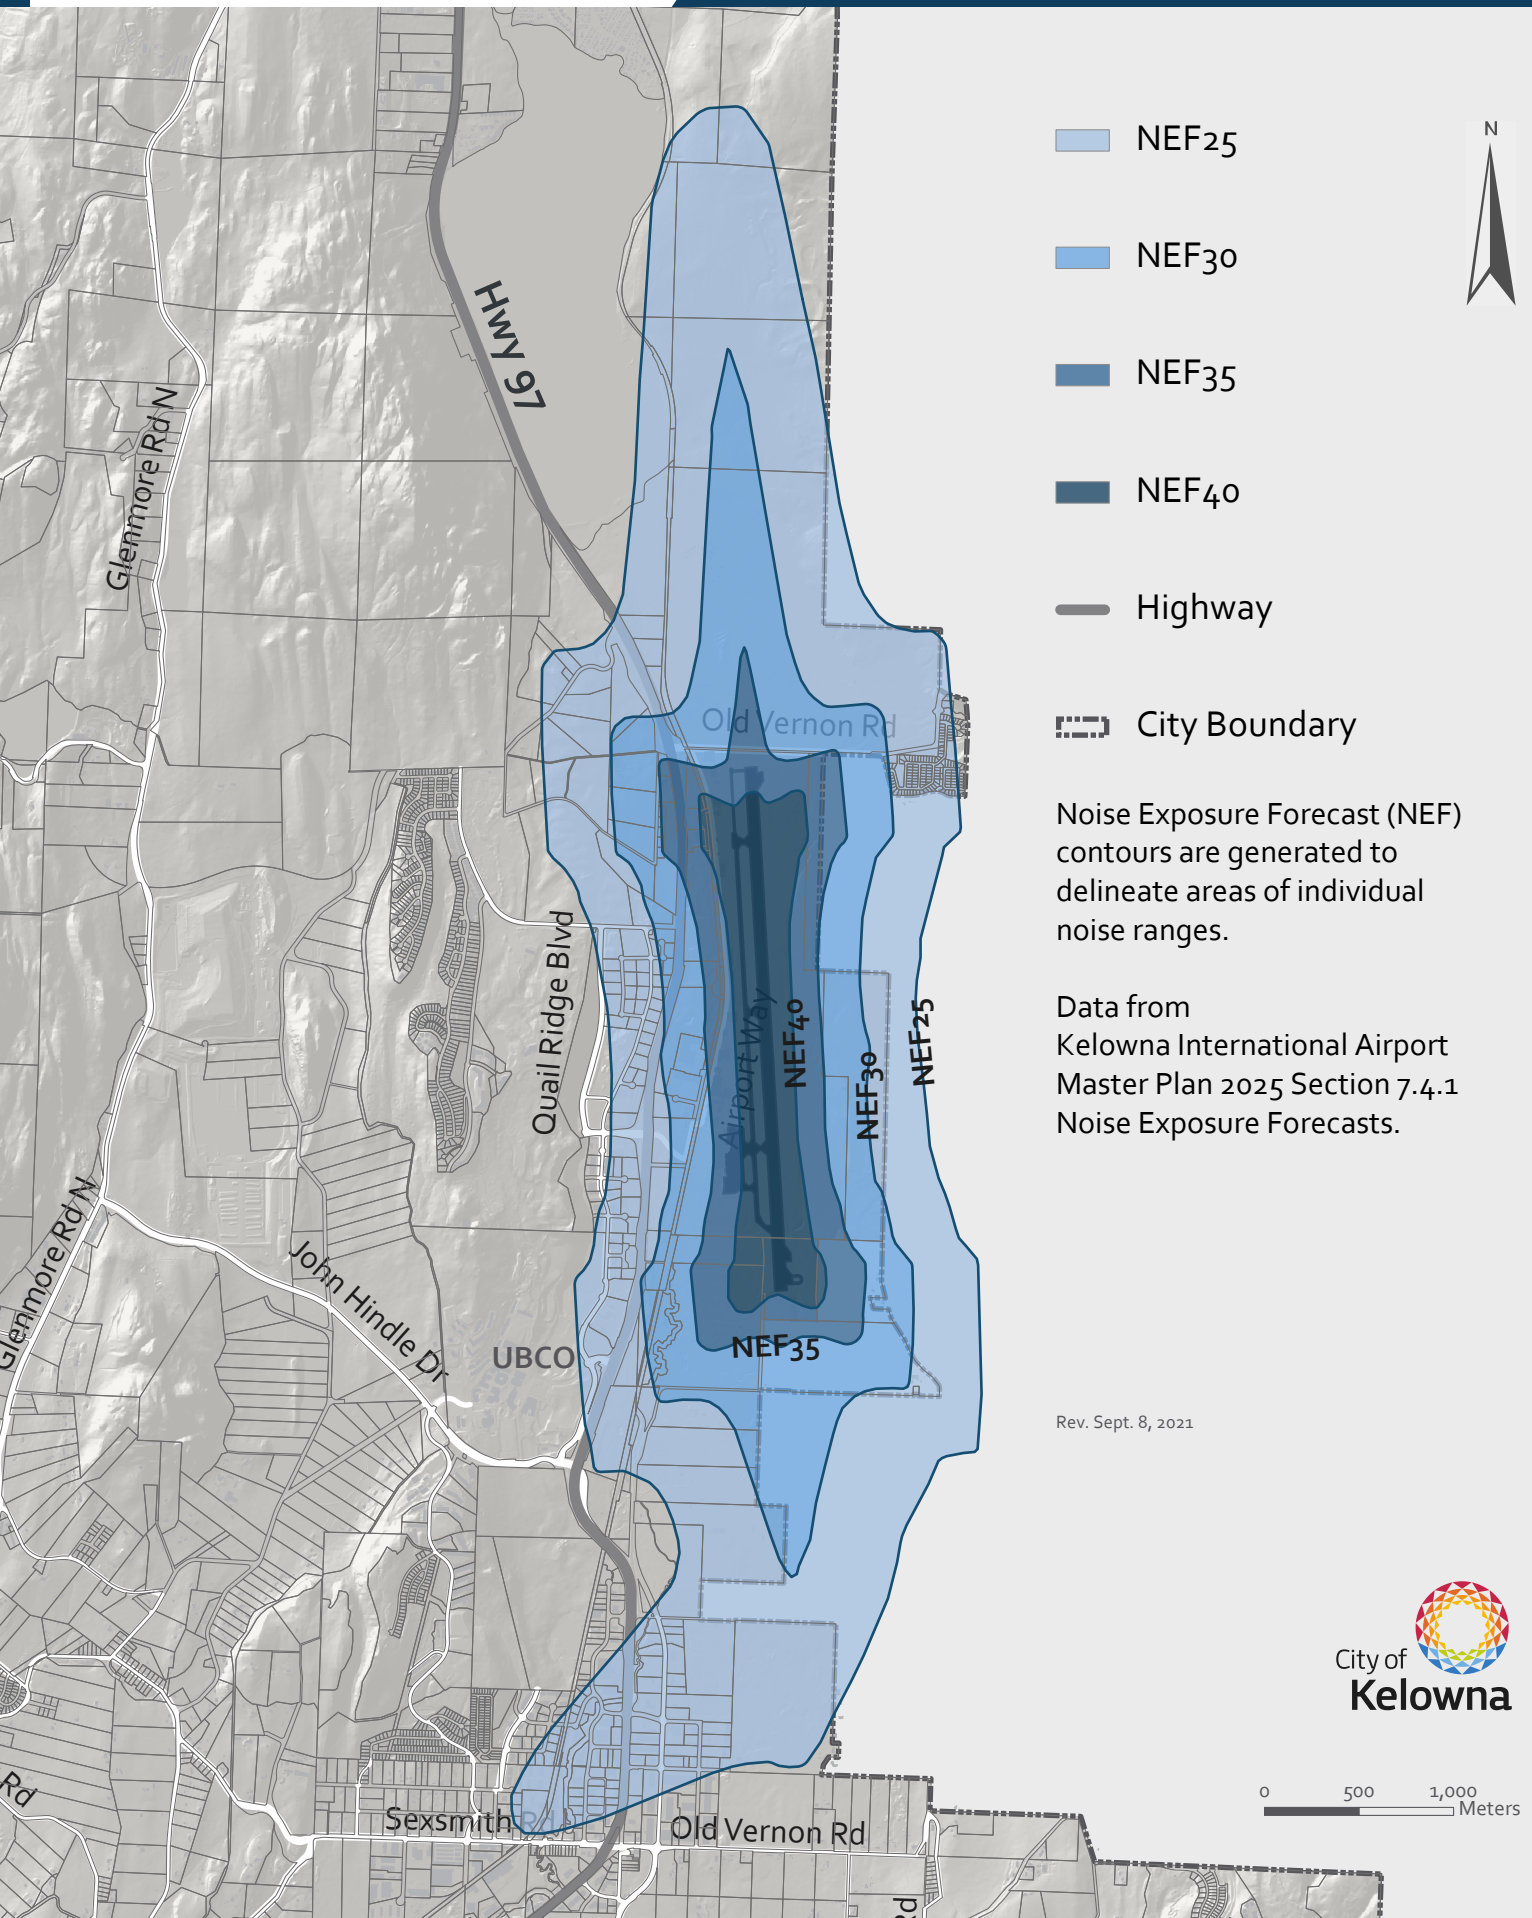 N
NEF25
NEF30
NEF35
NEF40
Highway
City Boundary
Noise Exposure Forecast (NEF)
contours are generated to
delineate areas of individual
noise ranges.
Data from
Kelowna International Airport
Master Plan 2025 Section 7.4.1
Noise Exposure Forecasts.
Rev. Sept. 8, 2021
City of
Kelowna
0 500 1,000
Meters
Hwy 97
Glenmore Rd N
Old Vernon Rd
Quail Ridge Blvd
Airport Way
NEF40
NEF30
NEF25
Glenmore Rd N
John Hindle Dr
UBCO
NEF35
Rd
Sexsmith Rd
Old Vernon Rd
Rd